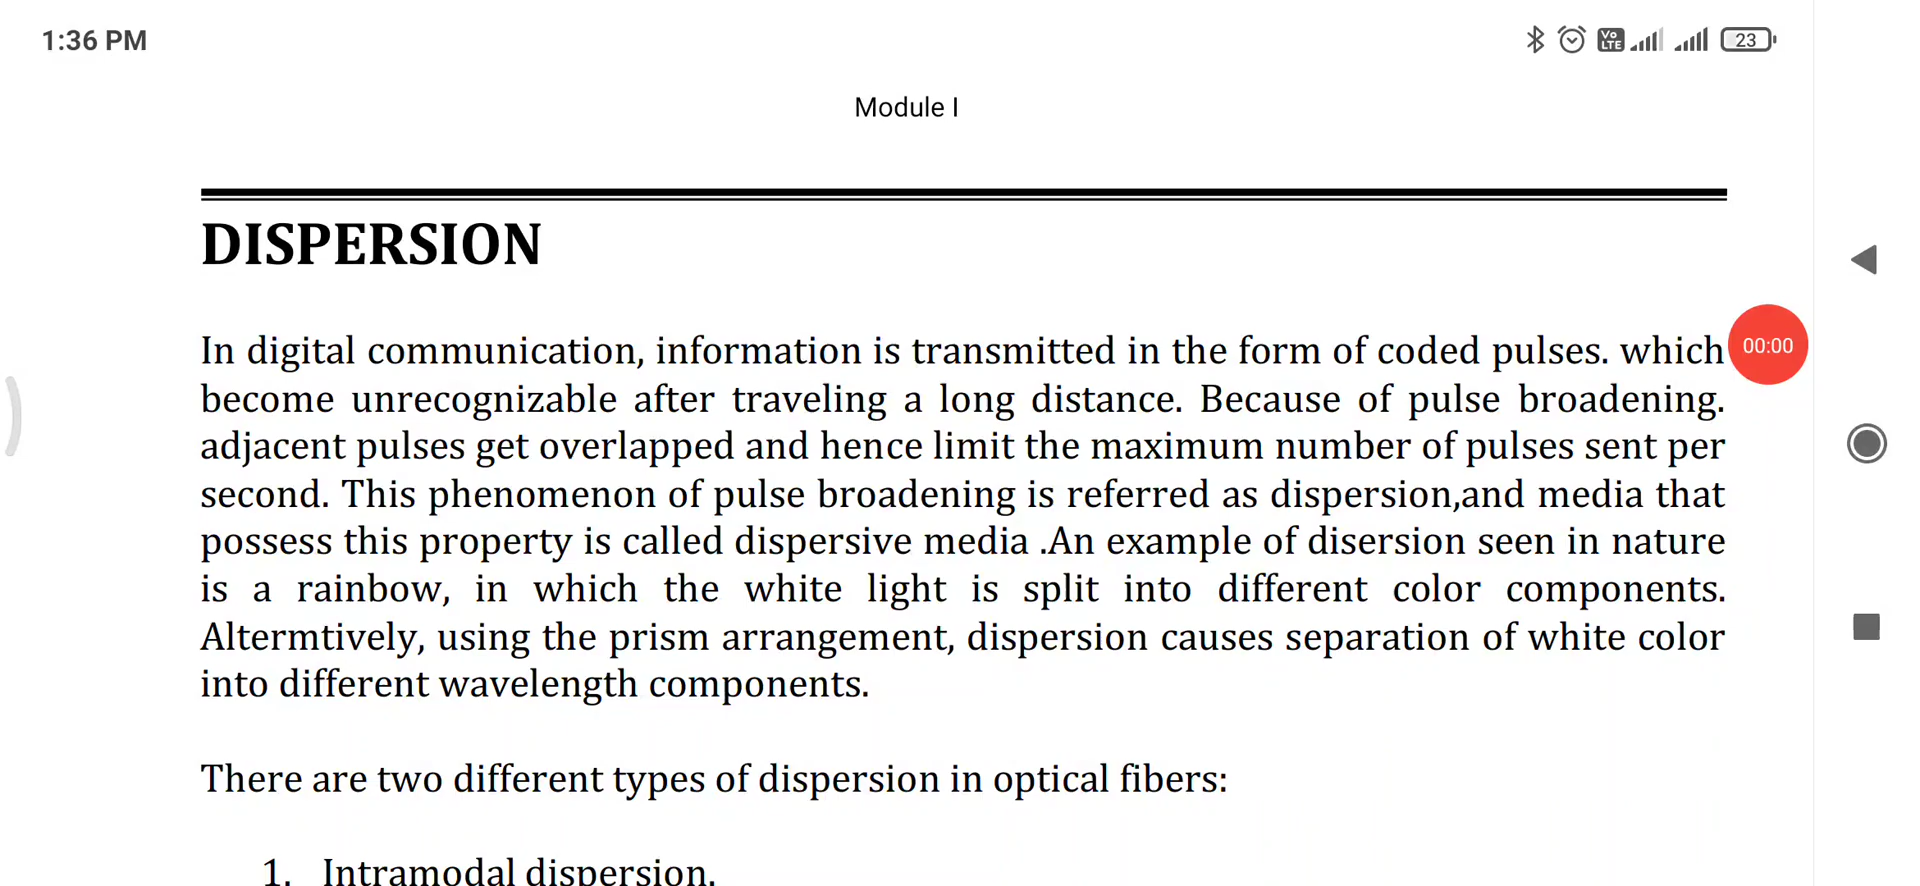 1:36 PM
Vo LTE
23
Module I
DISPERSION
In digital communication, information is transmitted in the form of coded pulses. which
00:00
become unrecognizable after traveling a long distance. Because of pulse broadening.
adjacent pulses get overlapped and hence limit the maximum number of pulses sent per
second. This phenomenon of pulse broadening is referred as dispersion,and media that
possess this property is called dispersive media .An example of disersion seen in nature
is a rainbow, in which the white light is split into different color components.
Altermtively, using the prism arrangement, dispersion causes separation of white color
into different wavelength components.
There are two different types of dispersion in optical fibers:
1. Intramodal dispersion.